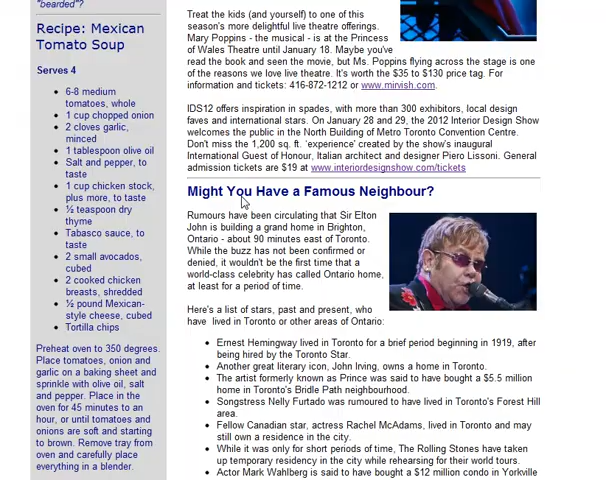 "bearded"?
Recipe: Mexican
Tomato Soup
Serves 4
• 6-8 medium
tomatoes, whole
• 1 cup chopped onion
• 2 cloves garlic,
minced
• 1 tablespoon olive oil
• Salt and pepper, to
taste
• 1 cup chicken stock,
plus more, to taste
• ½ teaspoon dry
thyme
• Tabasco sauce, to
taste
• 2 small avocados,
cubed
• 2 cooked chicken
breasts, shredded
• ½ pound Mexican-
style cheese, cubed
• Tortilla chips
Preheat oven to 350 degrees.
Place tomatoes, onion and
garlic on a baking sheet and
sprinkle with olive oil, salt
and pepper. Place in the
oven for 45 minutes to an
hour, or until tomatoes and
onions are soft and starting
to brown. Remove tray from
oven and carefully place
everything in a blender.
Treat the kids (and yourself) to one of this
season's more delightful live theatre offerings.
Mary Poppins - the musical - is at the Princess
of Wales Theatre until January 18. Maybe you've
read the book and seen the movie, but Ms. Poppins flying across the stage is one
of the reasons we love live theatre. It's worth the $35 to $130 price tag. For
information and tickets: 416-872-1212 or www.mirvish.com.
IDS12 offers inspiration in spades, with more than 300 exhibitors, local design
faves and international stars. On January 28 and 29, the 2012 Interior Design Show
welcomes the public in the North Building of Metro Toronto Convention Centre.
Don't miss the 1,200 sq. ft. 'experience' created by the show's inaugural
International Guest of Honour, Italian architect and designer Piero Lissoni. General
admission tickets are $19 at www.interiordesignshow.com/tickets
Might You Have a Famous Neighbour?
Rumours have been circulating that Sir Elton
John is building a grand home in Brighton,
Ontario - about 90 minutes east of Toronto.
While the buzz has not been confirmed or
denied, it wouldn't be the first time that a
world-class celebrity has called Ontario home,
at least for a period of time.
Here's a list of stars, past and present, who
have lived in Toronto or other areas of Ontario:
• Ernest Hemingway lived in Toronto for a brief period beginning in 1919, after
being hired by the Toronto Star.
• Another great literary icon, John Irving, owns a home in Toronto.
• The artist formerly known as Prince was said to have bought a $5.5 million
home in Toronto's Bridle Path neighbourhood.
• Songstress Nelly Furtado was rumoured to have lived in Toronto's Forest Hill
area.
• Fellow Canadian star, actress Rachel McAdams, lived in Toronto and may
still own a residence in the city.
• While it was only for short periods of time, The Rolling Stones have taken
up temporary residency in the city while rehearsing for their world tours.
• Actor Mark Wahlberg is said to have bought a $12 million condo in Yorkville